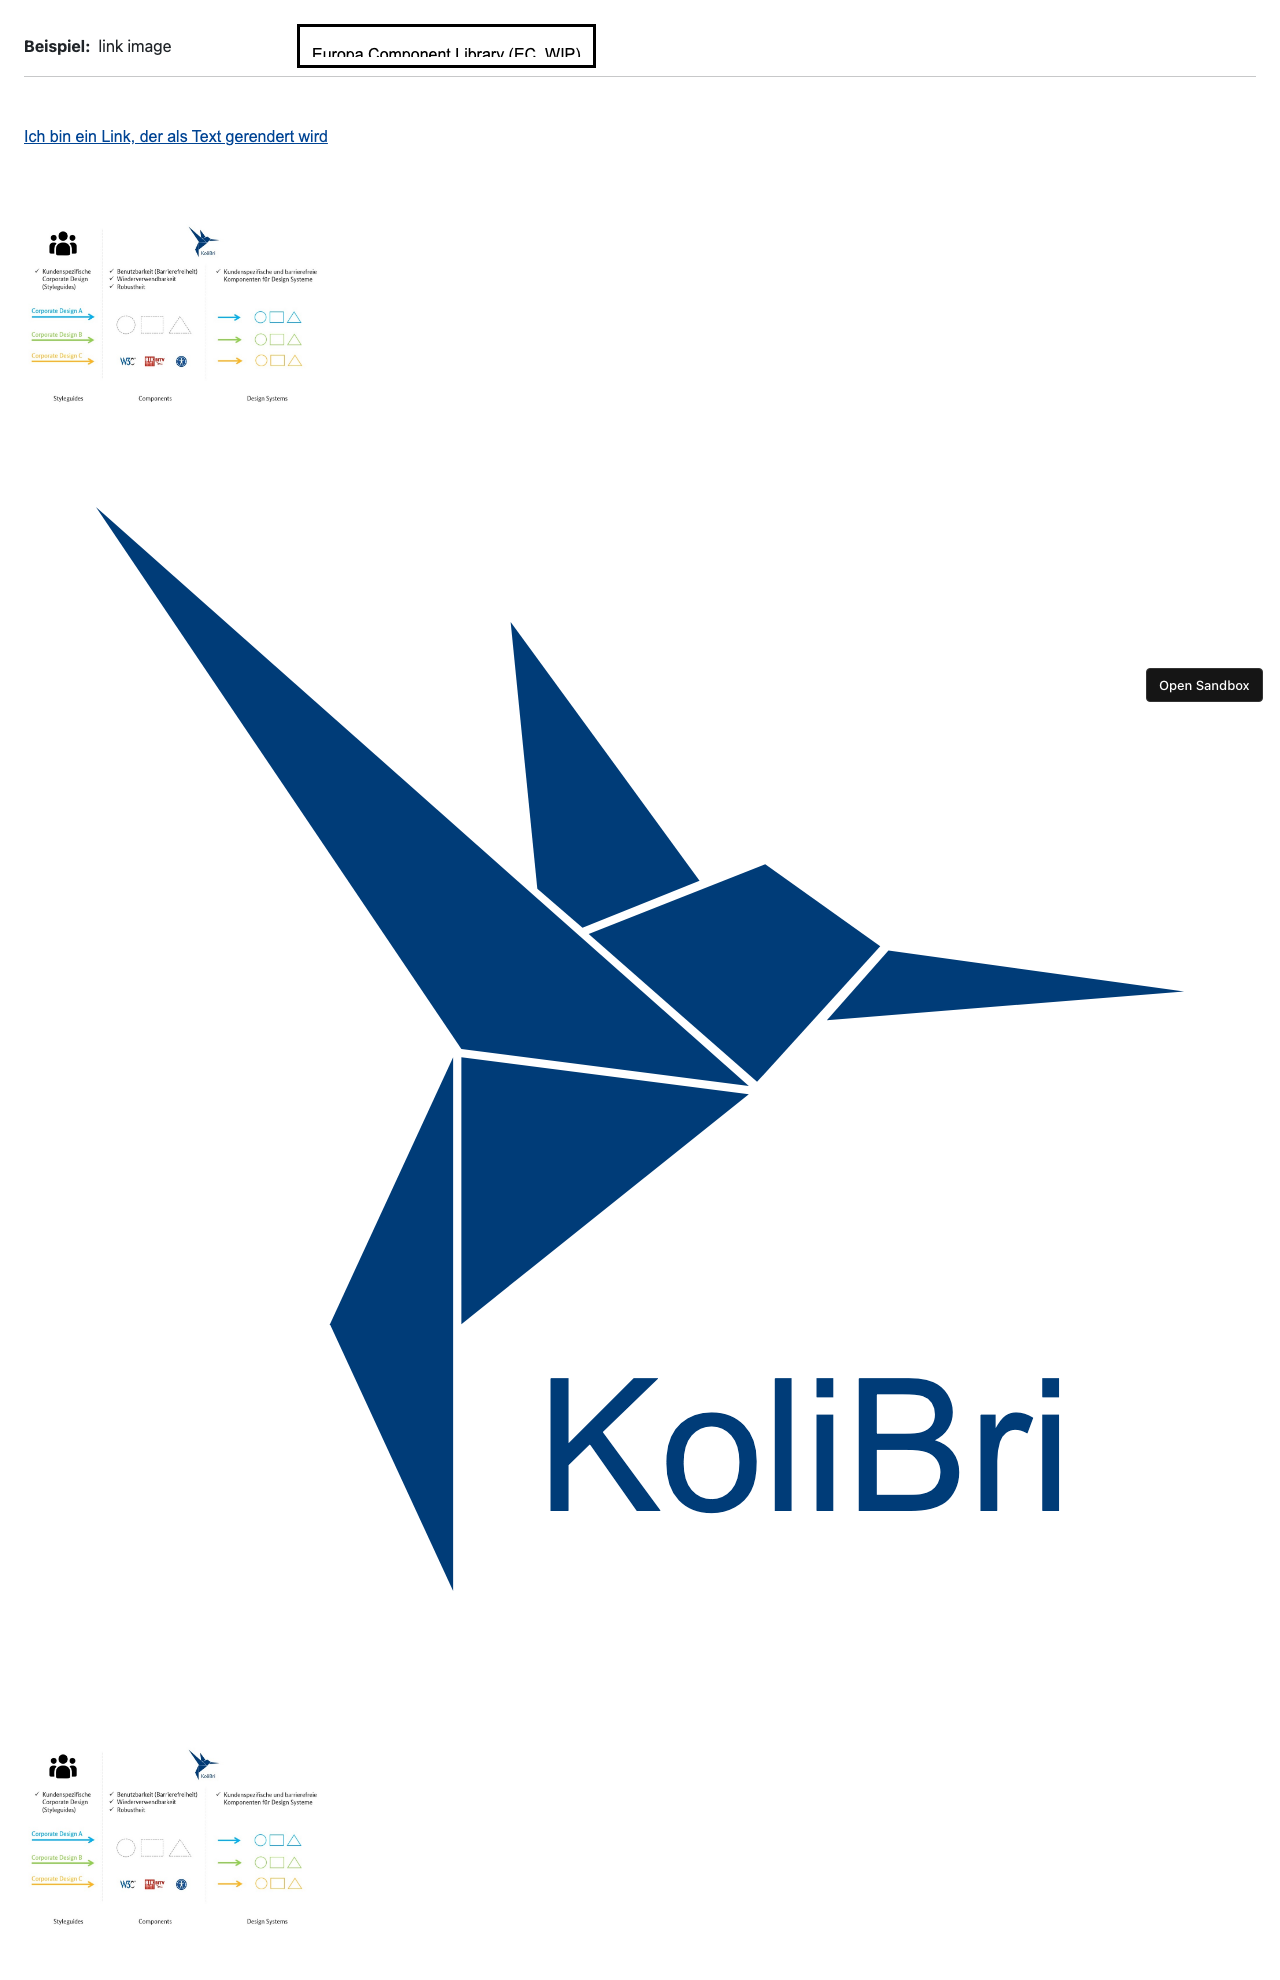 Beispiel: link image
Europa Component Library (EC, WIP)
Ich bin ein Link, der als Text gerendert wird
KoliBri
✓ Kundenspezifische
Corporate Design
(Styleguides)
✓ Benutzbarkeit (Barrierefreiheit)
✓ Wiederverwendbarkeit
✓ Robustheit
✓ Kundenspezifische und barrierefreie
Komponenten für Design Systeme
Corporate Design A
Corporate Design B
Corporate Design C
W3C
Styleguides
Components
Design Systems
Open Sandbox
KoliBri
KoliBri
✓ Kundenspezifische
Corporate Design
(Styleguides)
✓ Benutzbarkeit (Barrierefreiheit)
✓ Wiederverwendbarkeit
✓ Robustheit
✓ Kundenspezifische und barrierefreie
Komponenten für Design Systeme
Corporate Design A
Corporate Design B
Corporate Design C
W3C
Styleguides
Components
Design Systems